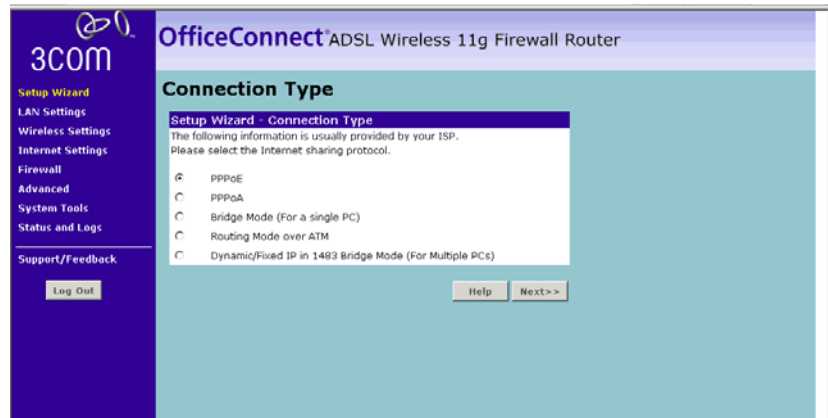 3COM
OfficeConnect® ADSL Wireless 11g Firewall Router
Setup Wizard
LAN Settings
Wireless Settings
Internet Settings
Firewall
Advanced
System Tools
Status and Logs
Support/Feedback
Log Out
Connection Type
Setup Wizard - Connection Type
The following information is usually provided by your ISP.
Please select the Internet sharing protocol.
PPPoE
PPPoA
Bridge Mode (For a single PC)
Routing Mode over ATM
Dynamic/Fixed IP in 1483 Bridge Mode (For Multiple PCs)
Help
Next>>